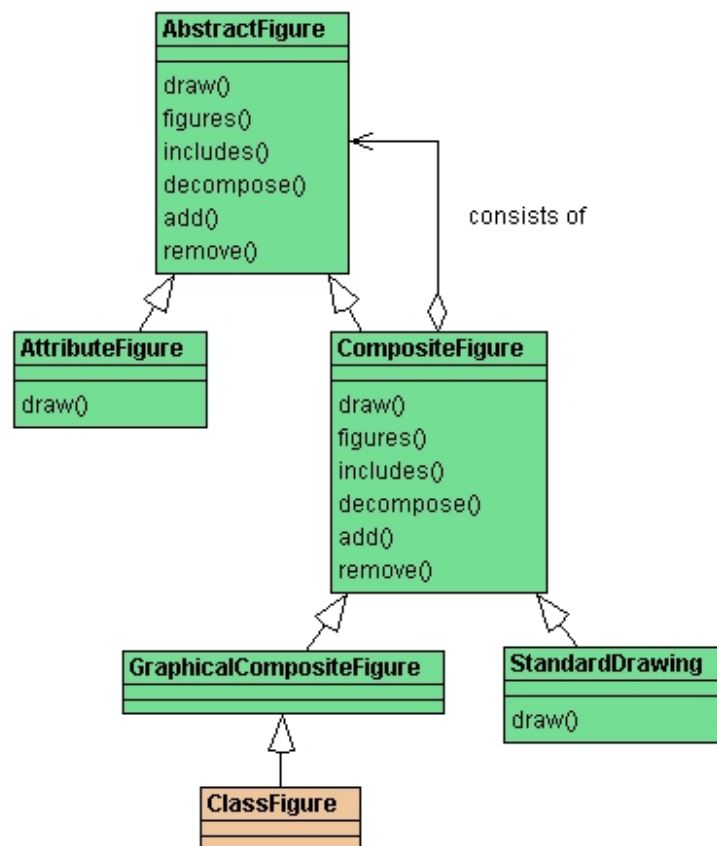 AbstractFigure
draw()
figures()
includes()
decompose()
add()
remove()
consists of
AttributeFigure
draw()
CompositeFigure
draw()
figures()
includes()
decompose()
add()
remove()
GraphicalCompositeFigure
StandardDrawing
draw()
ClassFigure